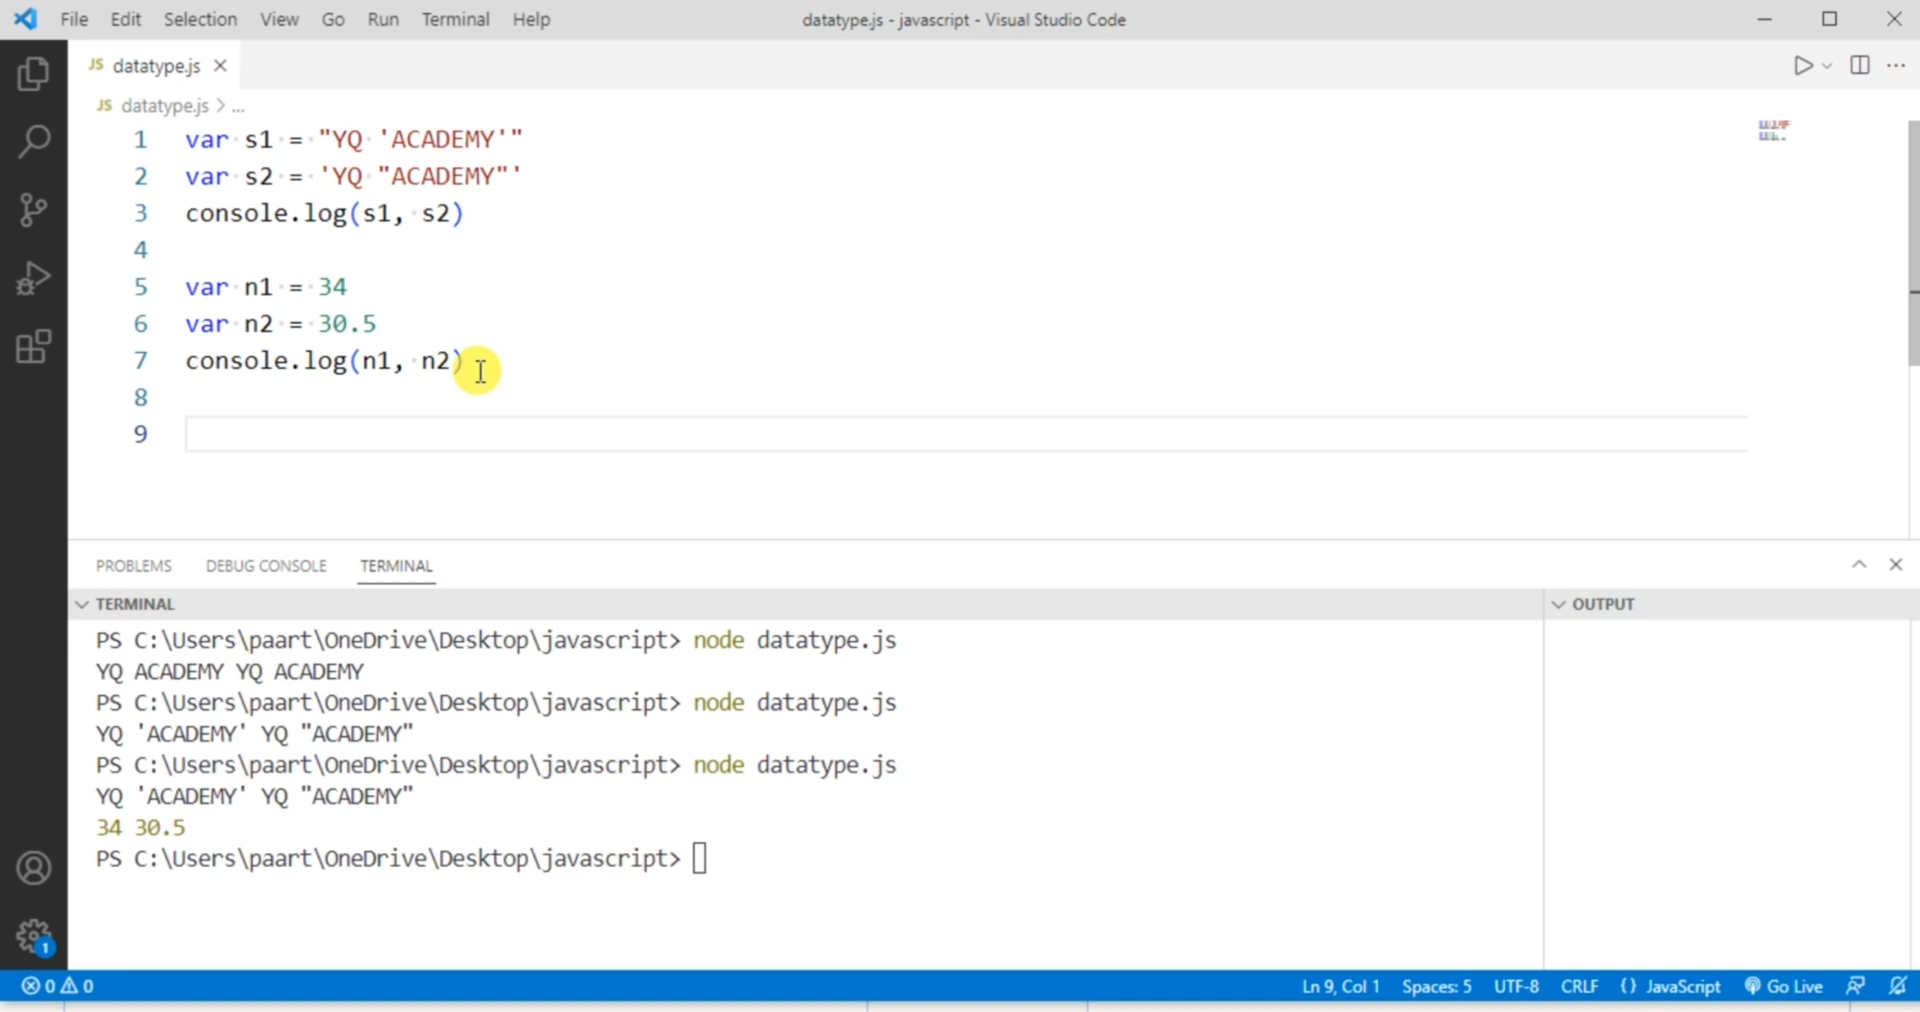 File Edit Selection View Go Run Terminal Help datatype.js - javascript - Visual Studio Code
JS datatype.js
JS datatype.js > ...
1 var s1 = "YQ 'ACADEMY'"
2 var s2 = 'YQ "ACADEMY"'
3 console.log(s1, s2)
4
5 var n1 = 34
6 var n2 = 30.5
7 console.log(n1, n2)
8
9
PROBLEMS DEBUG CONSOLE TERMINAL
TERMINAL OUTPUT
PS C:\Users\paart\OneDrive\Desktop\javascript> node datatype.js
YQ ACADEMY YQ ACADEMY
PS C:\Users\paart\OneDrive\Desktop\javascript> node datatype.js
YQ 'ACADEMY' YQ "ACADEMY"
PS C:\Users\paart\OneDrive\Desktop\javascript> node datatype.js
YQ 'ACADEMY' YQ "ACADEMY"
34 30.5
PS C:\Users\paart\OneDrive\Desktop\javascript>
1
0 0 Ln 9, Col 1 Spaces: 5 UTF-8 CRLF {} JavaScript Go Live